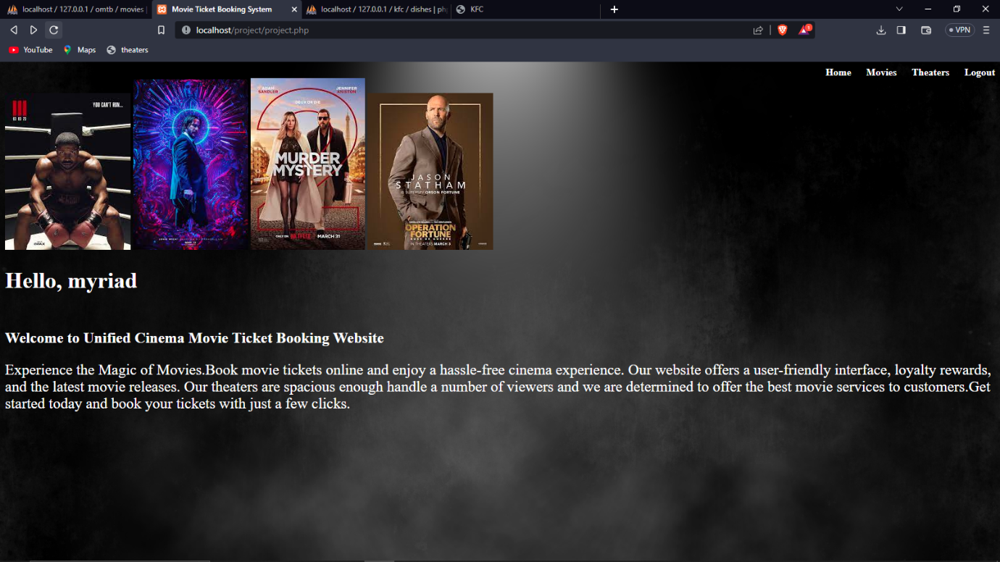 localhost / 127.0.0.1 / omtb / movies |
Movie Ticket Booking System
localhost / 127.0.0.1 / kfc / dishes | ph
KFC
localhost/project/project.php
1
VPN
YouTube
Maps
theaters
Home Movies Theaters Logout
III
YOU CAN'T RUN...
ADAM SANDLER
JENNIFER ANISTON
DEUX OR DIE
2
MURDER
MYSTERY
ONLY ON NETFLIX MARCH 31
JASON
STATHAM
IS SUPERSPY ORSON FORTUNE
OPERATION
FORTUNE
IN THEATERS MARCH 3
Hello, myriad
Welcome to Unified Cinema Movie Ticket Booking Website
Experience the Magic of Movies.Book movie tickets online and enjoy a hassle-free cinema experience. Our website offers a user-friendly interface, loyalty rewards,
and the latest movie releases. Our theaters are spacious enough handle a number of viewers and we are determined to offer the best movie services to customers.Get
started today and book your tickets with just a few clicks.